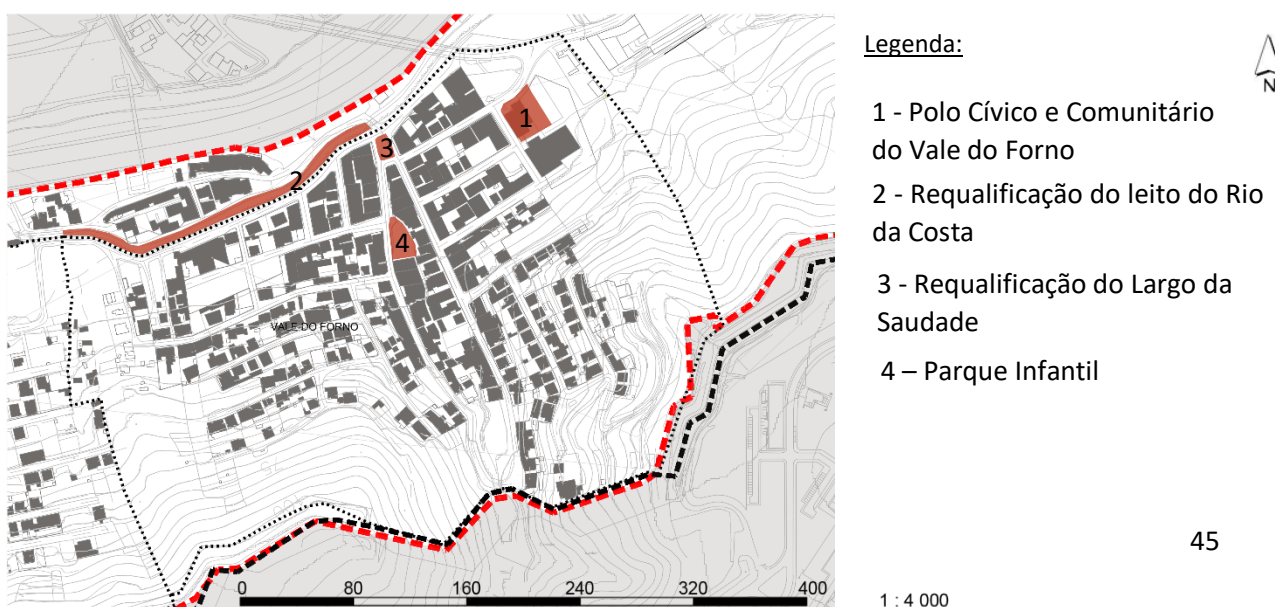 1
3
2
4
VALE DO FORNO
0 80 160 240 320 400
Legenda:
N
1 - Polo Cívico e Comunitário
do Vale do Forno
2 - Requalificação do leito do Rio
da Costa
3 - Requalificação do Largo da
Saudade
4 – Parque Infantil
45
1 : 4 000